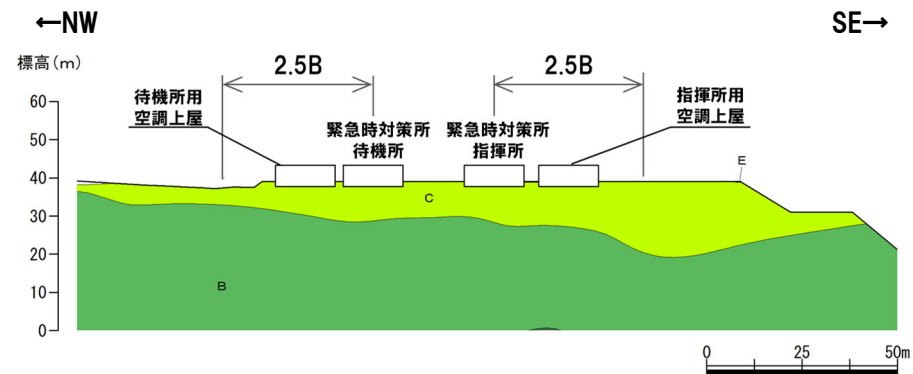 ←NW
SE→
標高(m)
2.5B
2.5B
待機所用
空調上屋
緊急時対策所
待機所
緊急時対策所
指揮所
指揮所用
空調上屋
60
50
40
30
20
10
0
E
C
B
0
25
50m